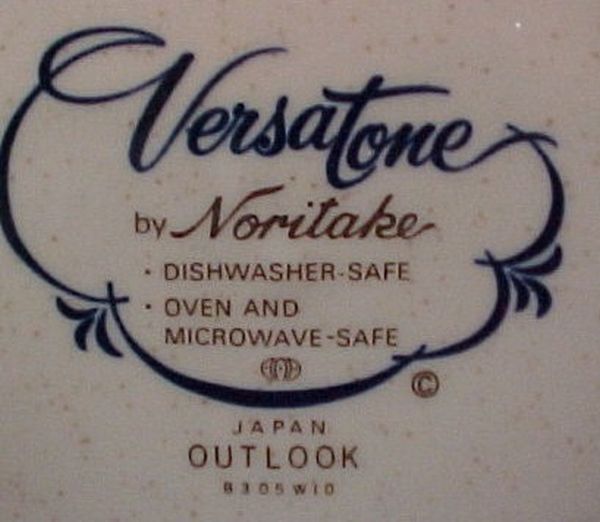 Versatone
by Noritake
· DISHWASHER-SAFE
· OVEN AND
MICROWAVE-SAFE
©
JAPAN
OUTLOOK
B305W10